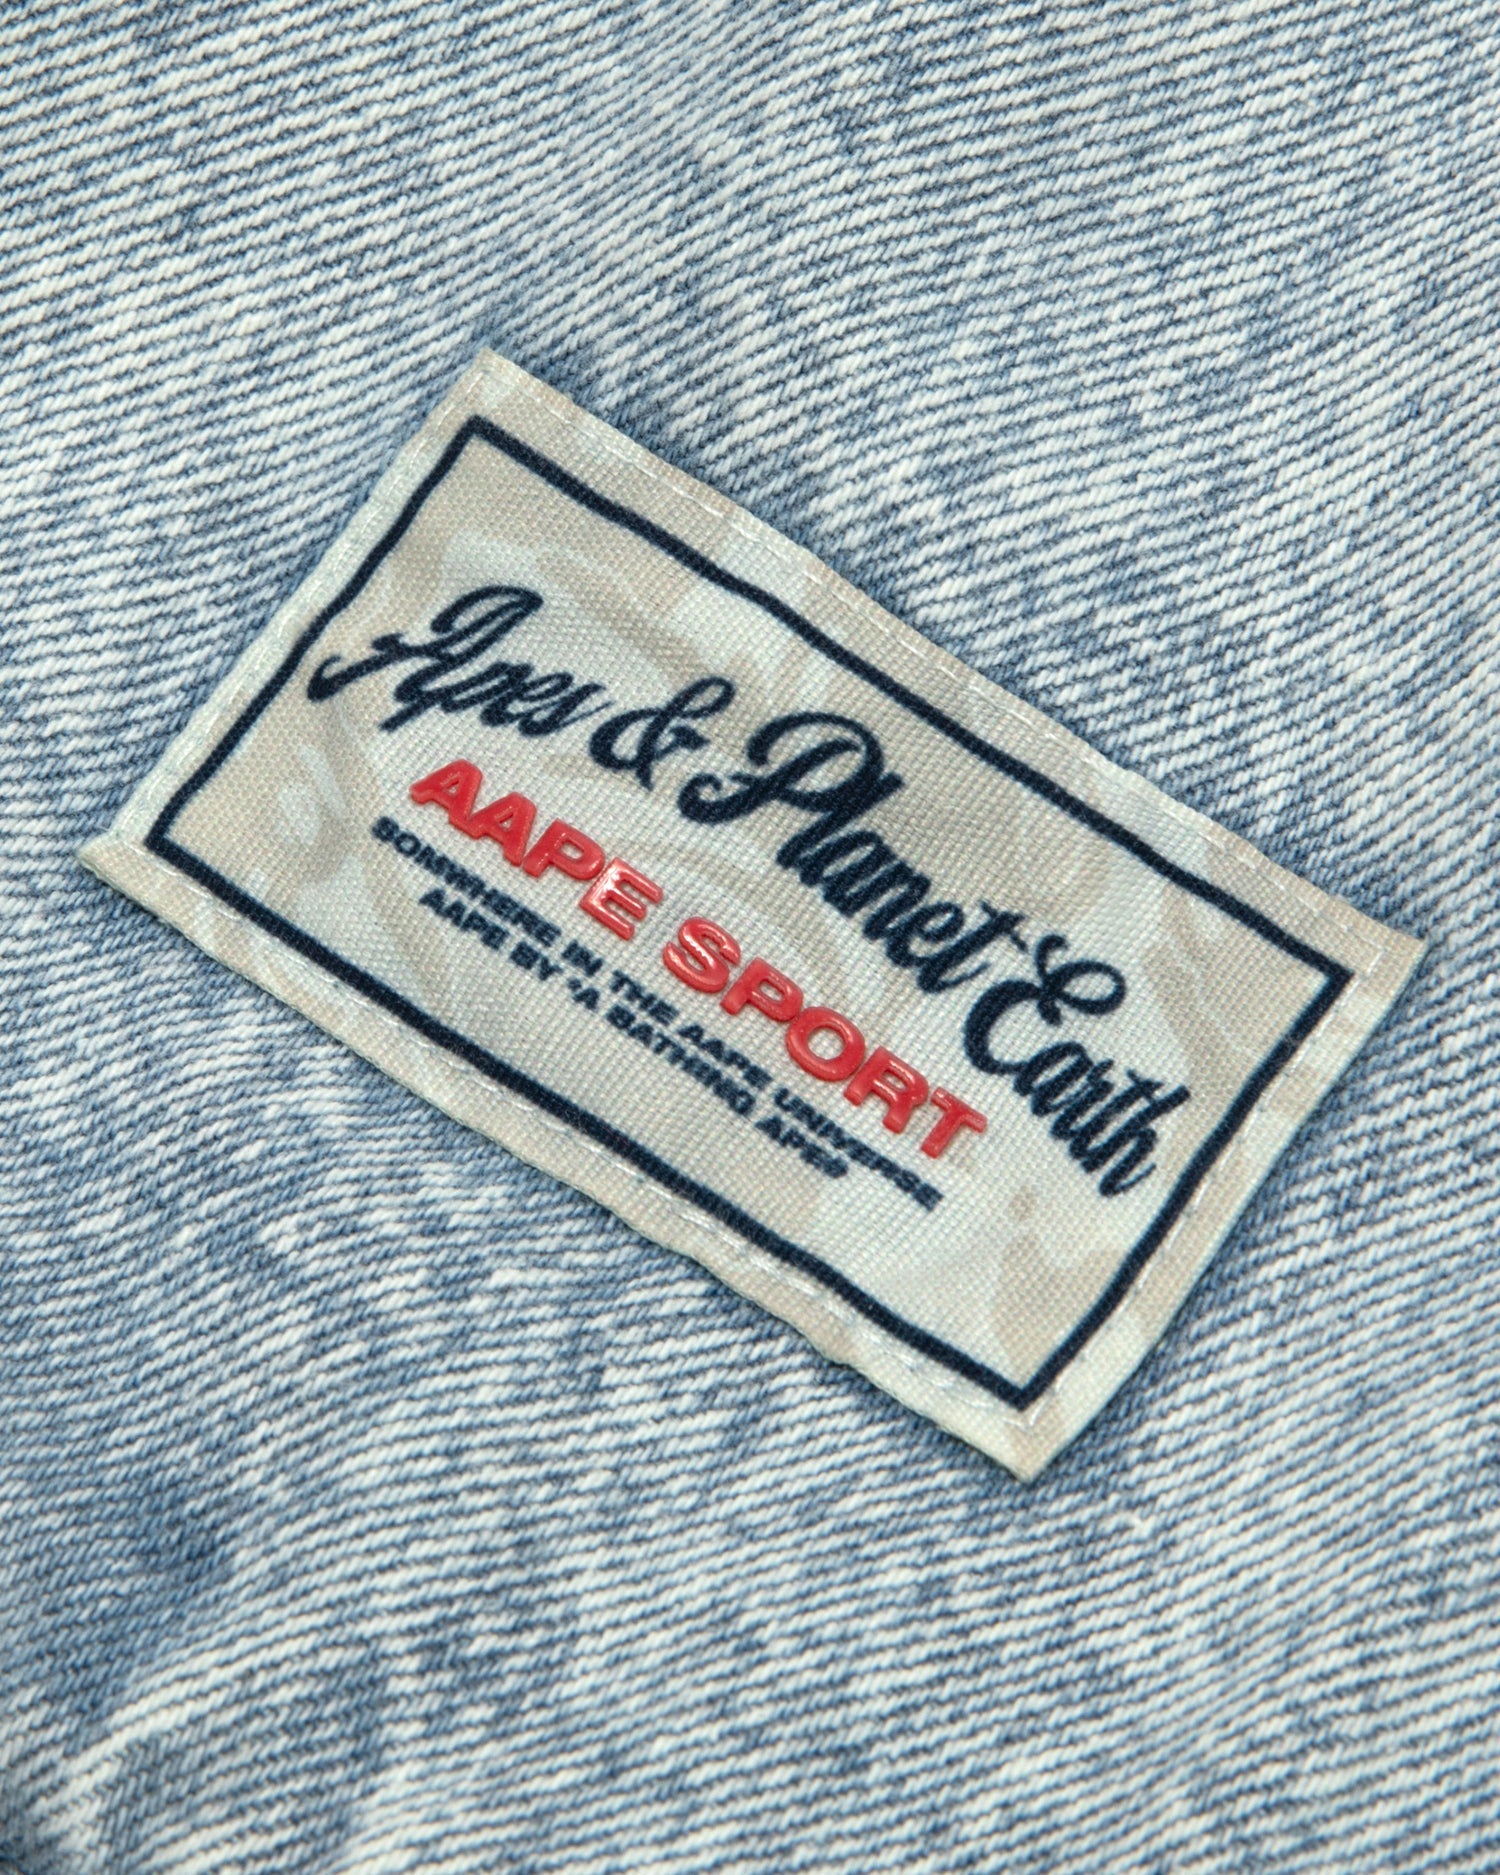 Apes & Planet Earth
AAPE SPORT
SOMWHERE IN THE AAPE UNIVERSE
AAPE BY *A BATHING APE®